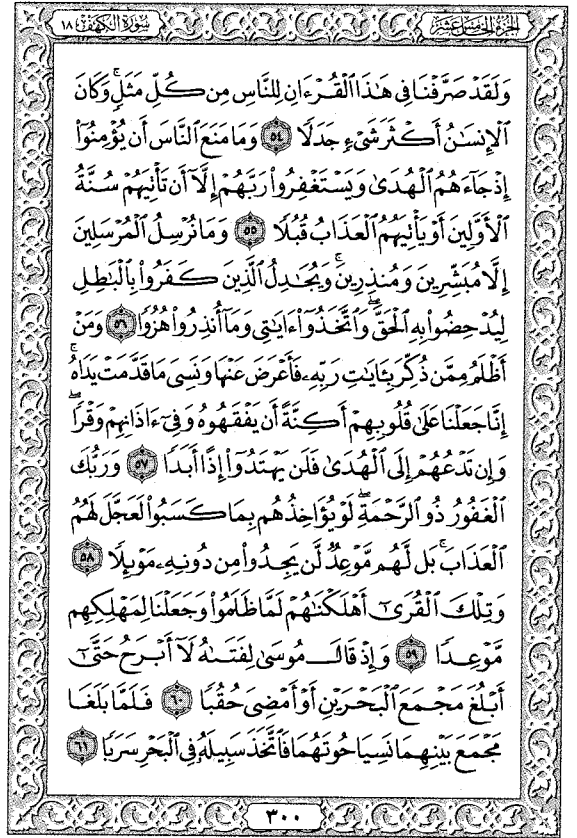 الجزء الخامس عشر
سورة الكهف ١٨
وَلَقَدْ صَرَّفْنَا فِي هَٰذَا ٱلْقُرْءَانِ لِلنَّاسِ مِن كُلِّ مَثَلٍۚ وَكَانَ
ٱلْإِنسَٰنُ أَكْثَرَ شَىْءٍ جَدَلًا ٥٤ وَمَا مَنَعَ ٱلنَّاسَ أَن يُؤْمِنُوٓا۟
إِذْ جَآءَهُمُ ٱلْهُدَىٰ وَيَسْتَغْفِرُوا۟ رَبَّهُمْ إِلَّآ أَن تَأْتِيَهُمْ سُنَّةُ
ٱلْأَوَّلِينَ أَوْ يَأْتِيَهُمُ ٱلْعَذَابُ قُبُلًا ٥٥ وَمَا نُرْسِلُ ٱلْمُرْسَلِينَ
إِلَّا مُبَشِّرِينَ وَمُنذِرِينَۚ وَيُجَٰدِلُ ٱلَّذِينَ كَفَرُوا۟ بِٱلْبَٰطِلِ
لِيُدْحِضُوا۟ بِهِ ٱلْحَقَّۖ وَٱتَّخَذُوٓا۟ ءَايَٰتِى وَمَآ أُنذِرُوا۟ هُزُوًا ٥٦ وَمَنْ
أَظْلَمُ مِمَّن ذُكِّرَ بِـَٔايَٰتِ رَبِّهِۦ فَأَعْرَضَ عَنْهَا وَنَسِىَ مَا قَدَّمَتْ يَدَاهُۚ
إِنَّا جَعَلْنَا عَلَىٰ قُلُوبِهِمْ أَكِنَّةً أَن يَفْقَهُوهُ وَفِىٓ ءَاذَانِهِمْ وَقْرًاۖ
وَإِن تَدْعُهُمْ إِلَى ٱلْهُدَىٰ فَلَن يَهْتَدُوٓا۟ إِذًا أَبَدًا ٥٧ وَرَبُّكَ
ٱلْغَفُورُ ذُو ٱلرَّحْمَةِۖ لَوْ يُؤَاخِذُهُم بِمَا كَسَبُوا۟ لَعَجَّلَ لَهُمُ
ٱلْعَذَابَۚ بَل لَّهُم مَّوْعِدٌ لَّن يَجِدُوا۟ مِن دُونِهِۦ مَوْئِلًا ٥٨
وَتِلْكَ ٱلْقُرَىٰٓ أَهْلَكْنَٰهُمْ لَمَّا ظَلَمُوا۟ وَجَعَلْنَا لِمَهْلِكِهِم
مَّوْعِدًا ٥٩ وَإِذْ قَالَ مُوسَىٰ لِفَتَىٰهُ لَآ أَبْرَحُ حَتَّىٰٓ
أَبْلُغَ مَجْمَعَ ٱلْبَحْرَيْنِ أَوْ أَمْضِىَ حُقُبًا ٦٠ فَلَمَّا بَلَغَا
مَجْمَعَ بَيْنِهِمَا نَسِيَا حُوتَهُمَا فَٱتَّخَذَ سَبِيلَهُۥ فِى ٱلْبَحْرِ سَرَبًا ٦١
٣٠٠